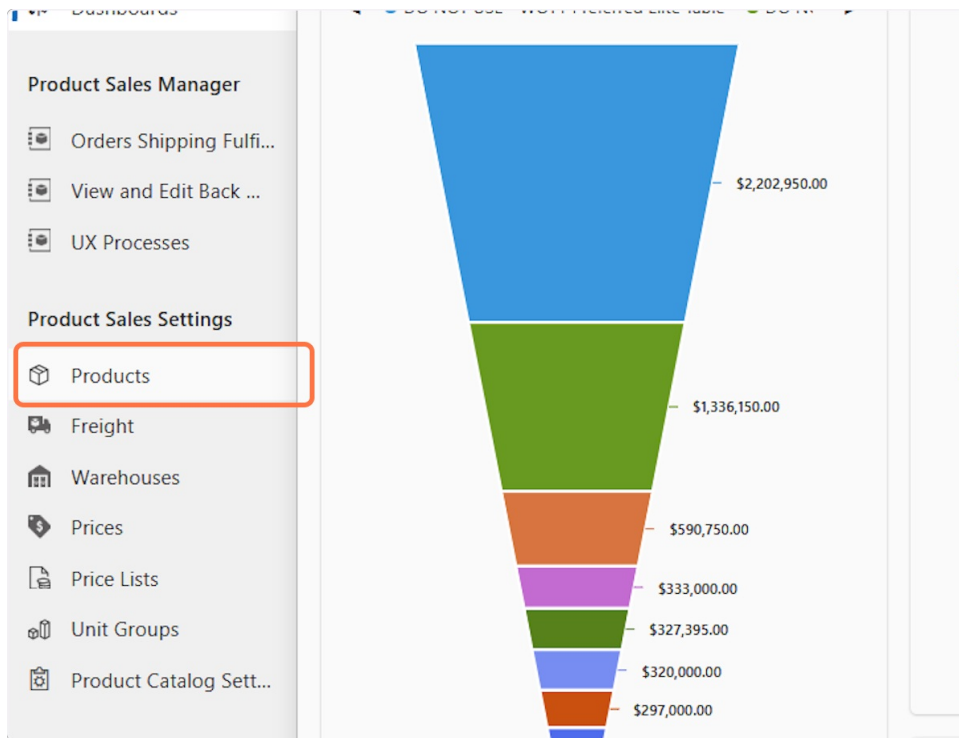 Dashboards
Product Sales Manager
Orders Shipping Fulfi...
View and Edit Back ...
UX Processes
Product Sales Settings
Products
Freight
Warehouses
Prices
Price Lists
Unit Groups
Product Catalog Sett...
$2,202,950.00
$1,336,150.00
$590,750.00
$333,000.00
$327,395.00
$320,000.00
$297,000.00